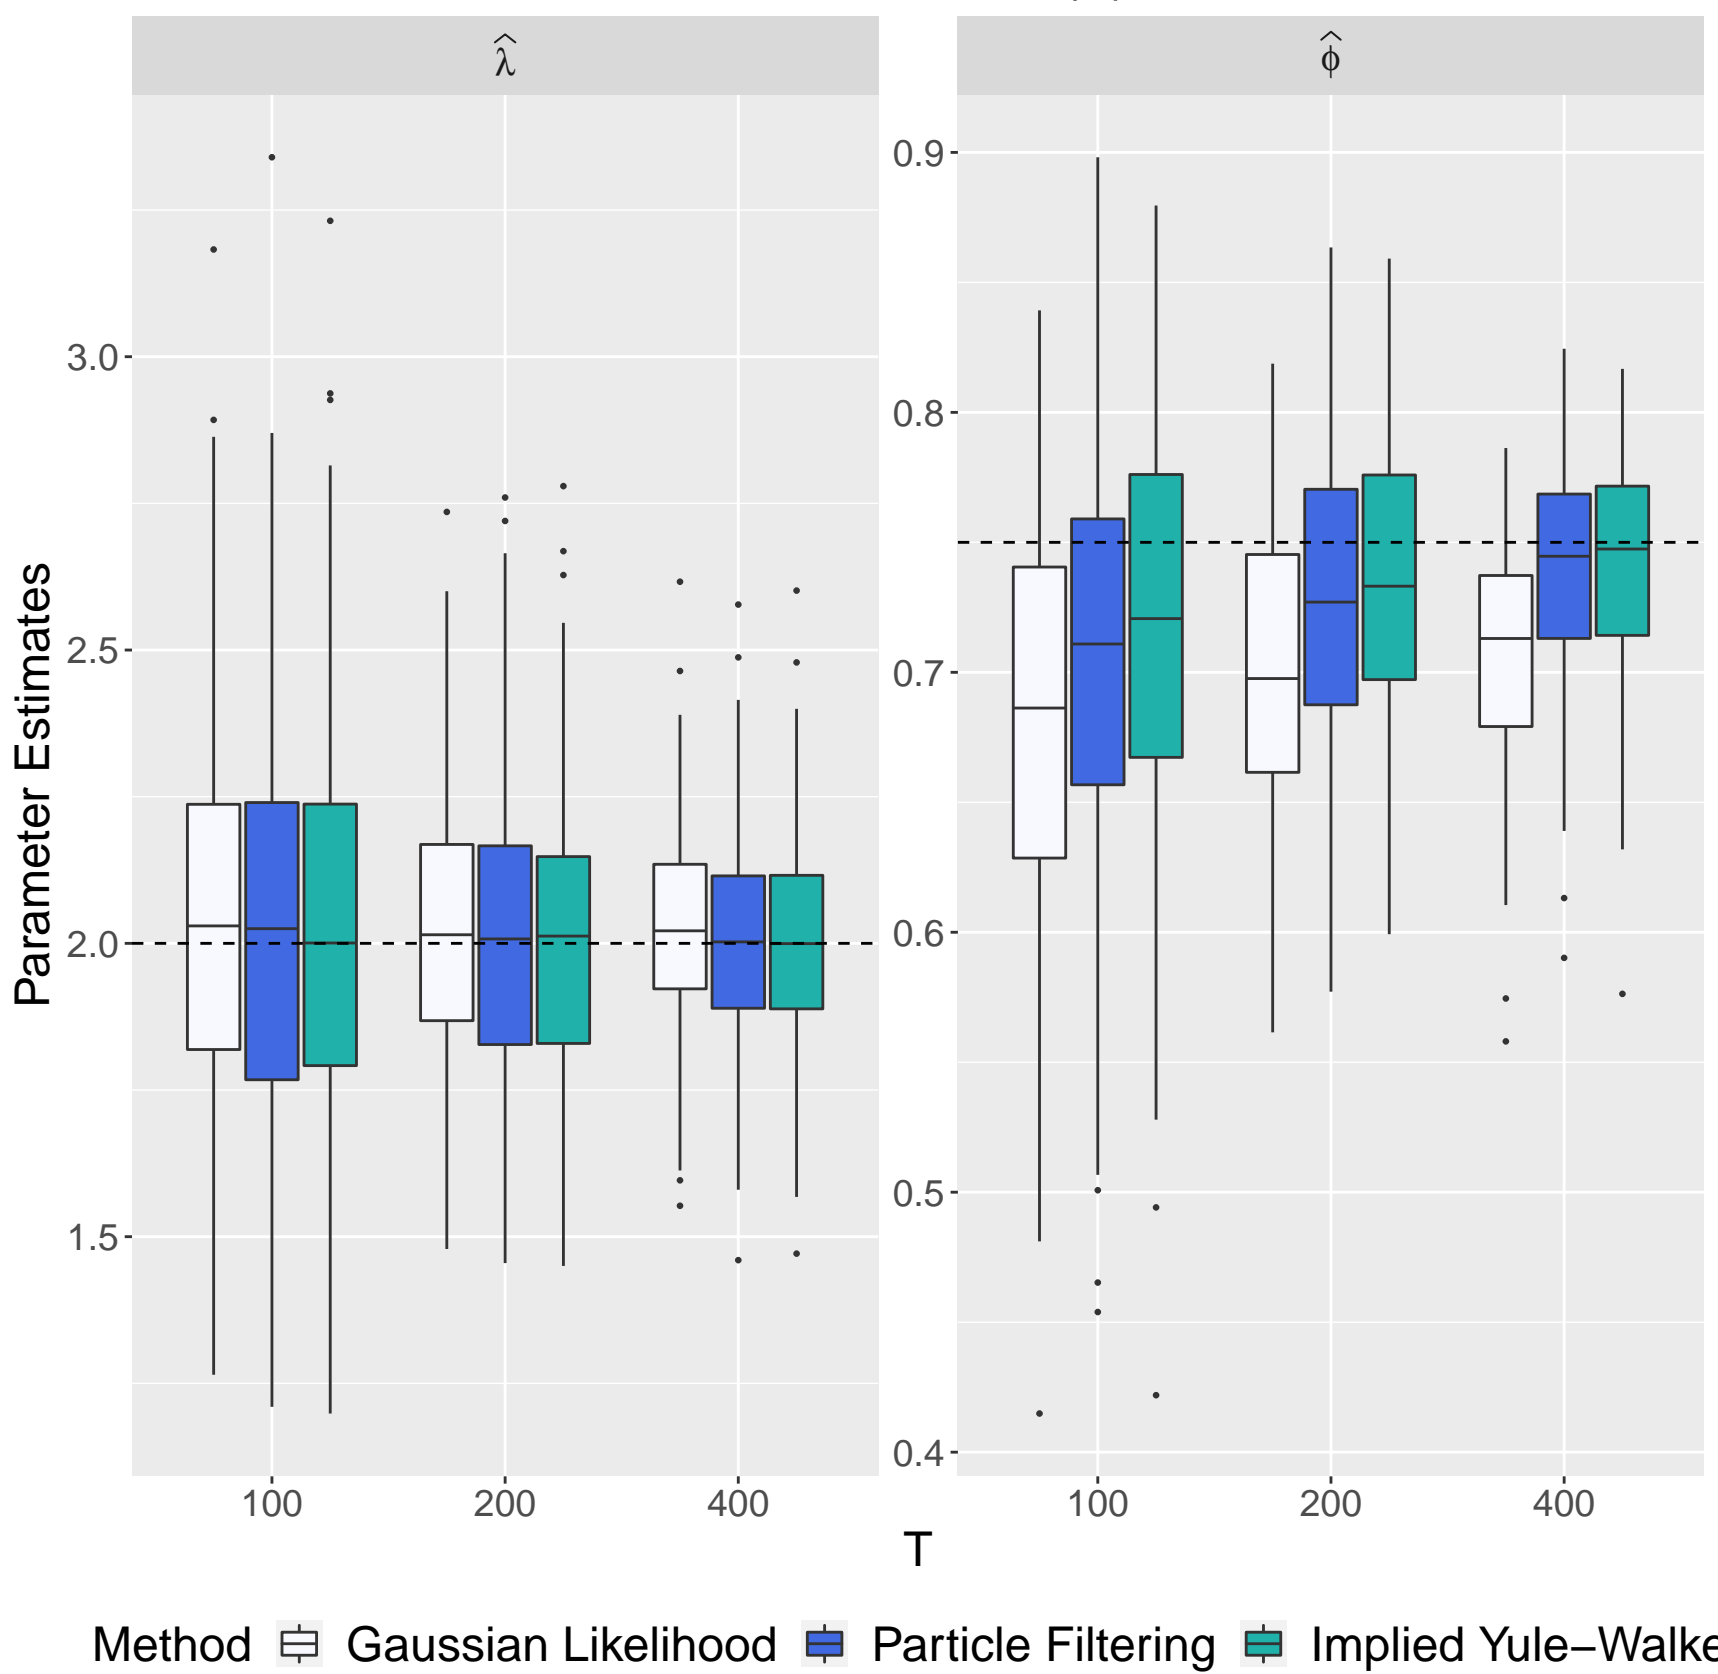 λ̂
ϕ̂
Parameter Estimates
3.0
2.5
2.0
1.5
0.9
0.8
0.7
0.6
0.5
0.4
100 200 400
100 200 400
T
Method Gaussian Likelihood Particle Filtering Implied Yule−Walke